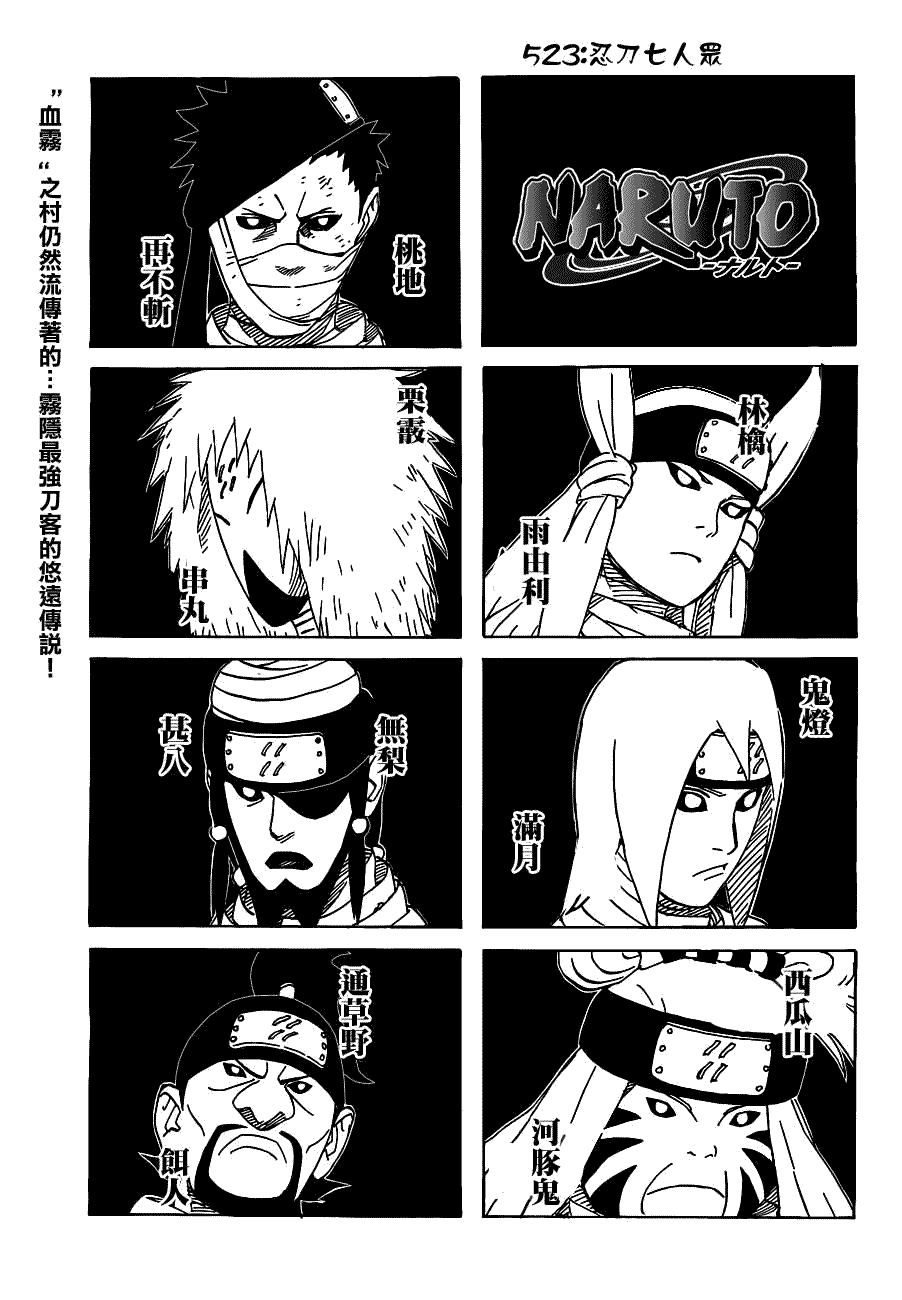 523:忍刀七人眾
NARUTO
-ナルト-
桃地
再不斬
林檎
雨由利
栗霰
串丸
鬼燈
滿月
無梨
甚八
西瓜山
河豚鬼
通草野
餌人
"血霧"之村仍然流傳著的…霧隱最強刀客的悠遠傳說！